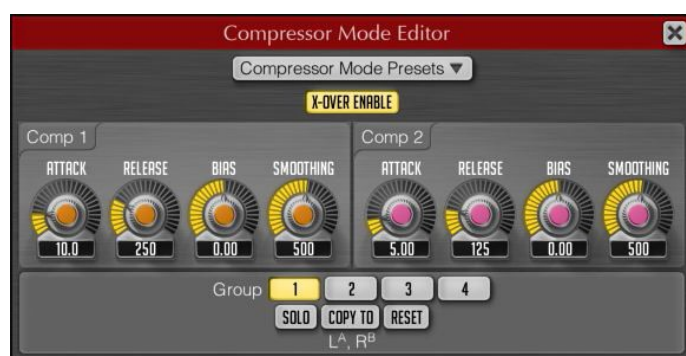 Compressor Mode Editor
Compressor Mode Presets
X-OVER ENABLE
Comp 1
ATTACK RELEASE BIAS SMOOTHING
10.0 250 0.00 500
Comp 2
ATTACK RELEASE BIAS SMOOTHING
5.00 125 0.00 500
Group 1 2 3 4
SOLO COPY TO RESET
Lᴬ, Rᴮ